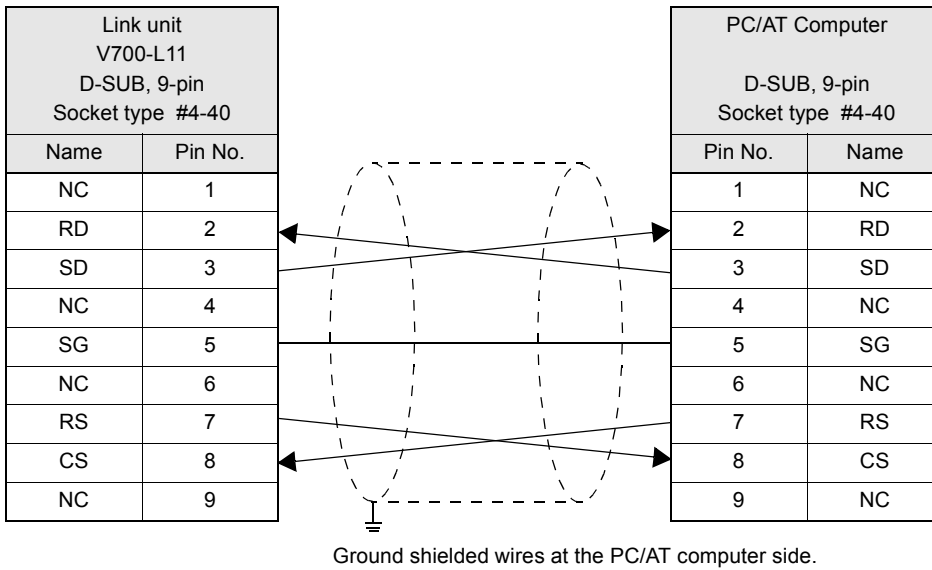 Link unit
V700-L11
D-SUB, 9-pin
Socket type #4-40
PC/AT Computer
D-SUB, 9-pin
Socket type #4-40
Name Pin No. Pin No. Name
NC 1 1 NC
RD 2 2 RD
SD 3 3 SD
NC 4 4 NC
SG 5 5 SG
NC 6 6 NC
RS 7 7 RS
CS 8 8 CS
NC 9 9 NC
Ground shielded wires at the PC/AT computer side.